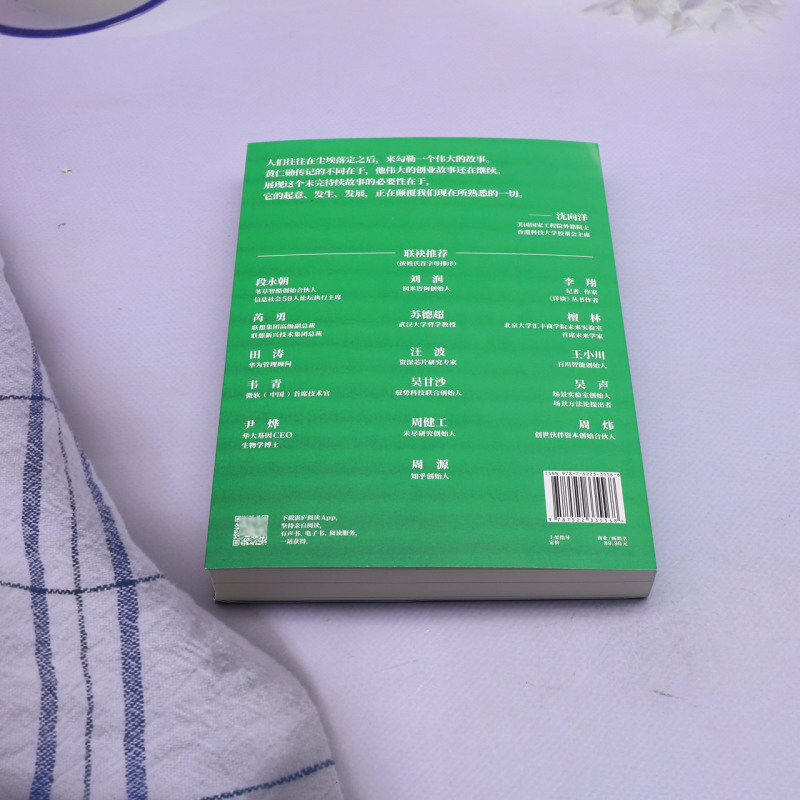 人们往往在尘埃落定之后，来勾勒一个伟大的故事。
黄仁勋传记的不同在于，他伟大的创业故事还在继续。
展现这个未完待续故事的必要性在于，
它的起意、发生、发展，正在颠覆我们现在所熟悉的一切。
—— 沈向洋
美国国家工程院外籍院士
香港科技大学校董会主席
联袂推荐
（按姓氏首字母排序）
段永朝
苇草智酷创始合伙人
信息社会50人论坛执行主席
刘 润
润米咨询创始人
李 翔
记者、作家
《详谈》丛书作者
芮 勇
联想集团高级副总裁
联想新兴技术集团总裁
苏德超
武汉大学哲学教授
檀 林
北京大学汇丰商学院未来实验室
首席未来学家
田 涛
华为管理顾问
汪 波
资深芯片研究专家
王小川
百川智能创始人
韦 青
微软（中国）首席技术官
吴甘沙
驭势科技联合创始人
吴 声
场景实验室创始人
场景方法论提出者
尹 烨
华大基因CEO
生物学博士
周健工
未尽研究创始人
周 炜
创世伙伴资本创始合伙人
周 源
知乎创始人
下载湛庐阅读App，
坚持亲自阅读，
有声书、电子书、阅读服务，
一站获得。
上架指导
商业/畅销书
定价
89.90元